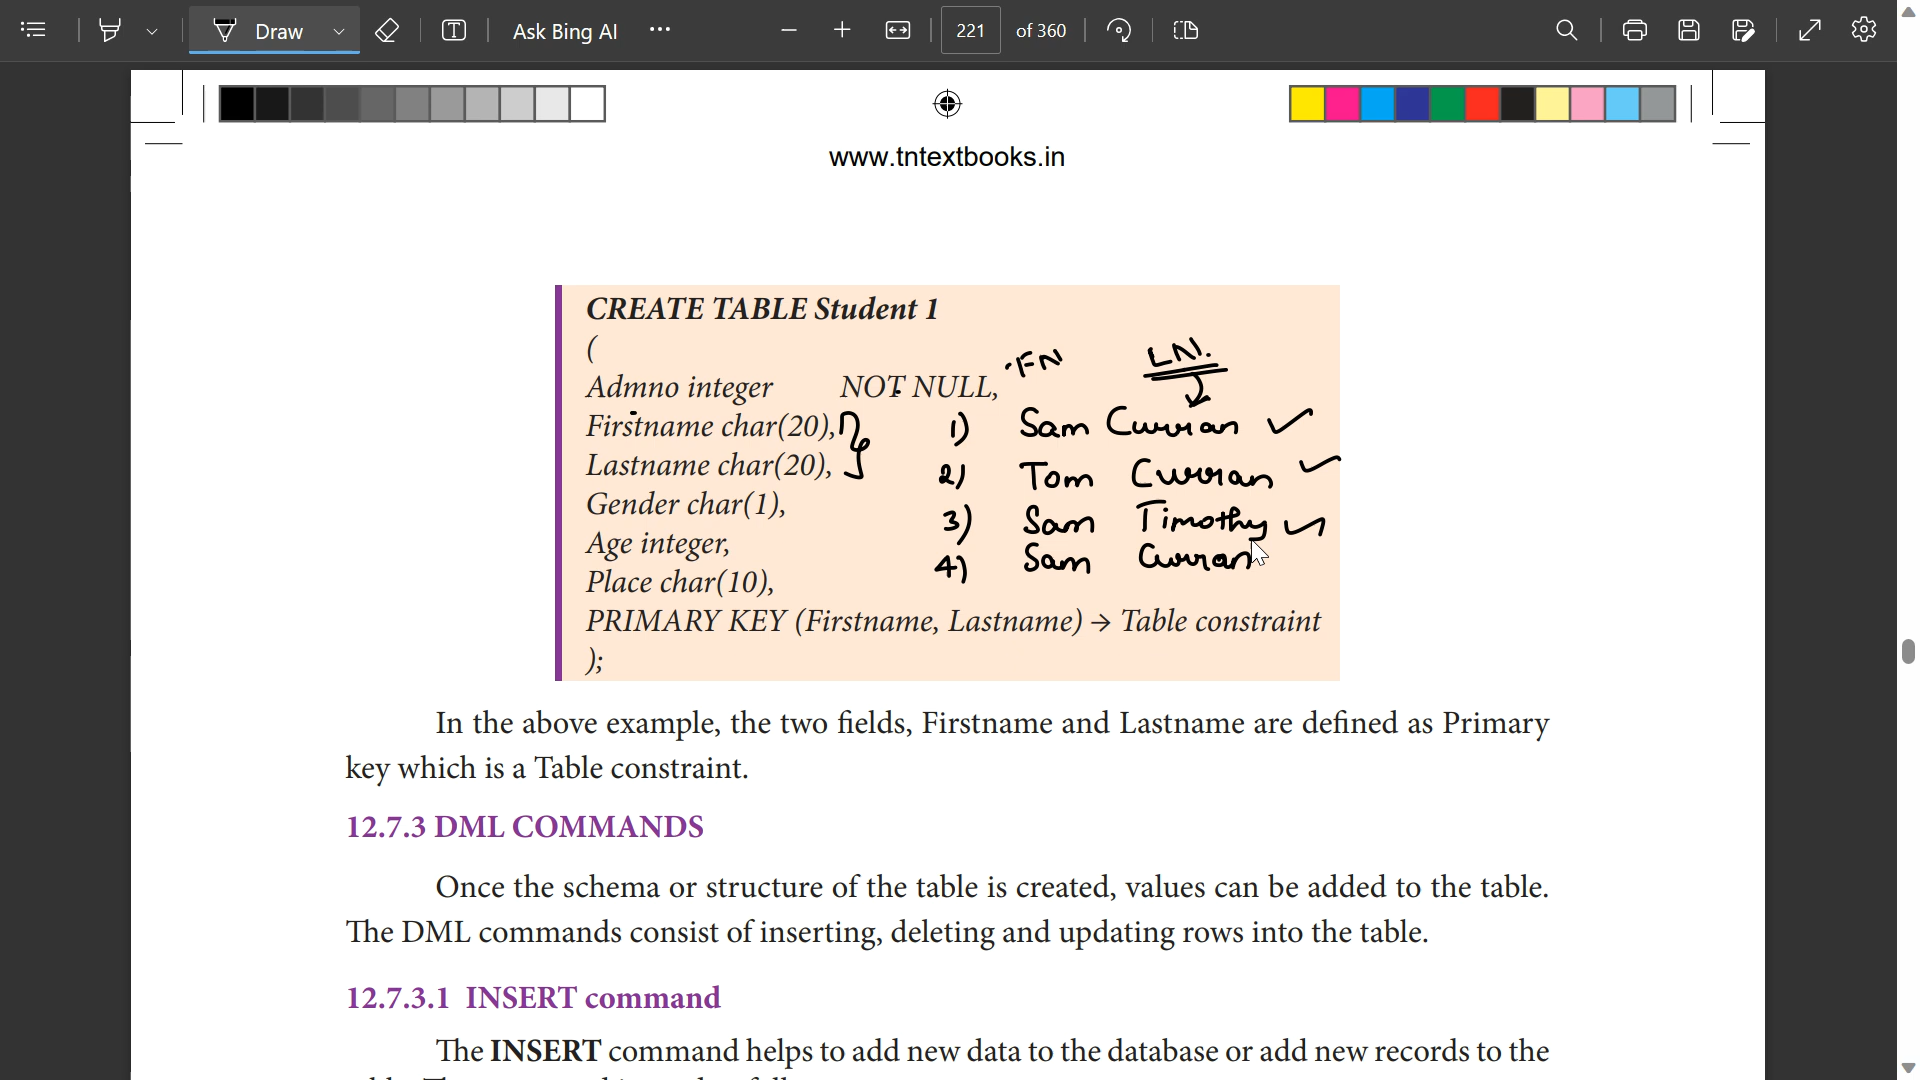 Draw Ask Bing AI 221 of 360
www.tntextbooks.in
CREATE TABLE Student 1
(
FN LN.
Admno integer NOT NULL,
Firstname char(20), 1) Sam Curran
Lastname char(20), 2) Tom Curran
Gender char(1), 3) Sam Timothy
Age integer, 4) Sam Curran
Place char(10),
PRIMARY KEY (Firstname, Lastname) → Table constraint
);
In the above example, the two fields, Firstname and Lastname are defined as Primary
key which is a Table constraint.
12.7.3 DML COMMANDS
Once the schema or structure of the table is created, values can be added to the table.
The DML commands consist of inserting, deleting and updating rows into the table.
12.7.3.1 INSERT command
The INSERT command helps to add new data to the database or add new records to the